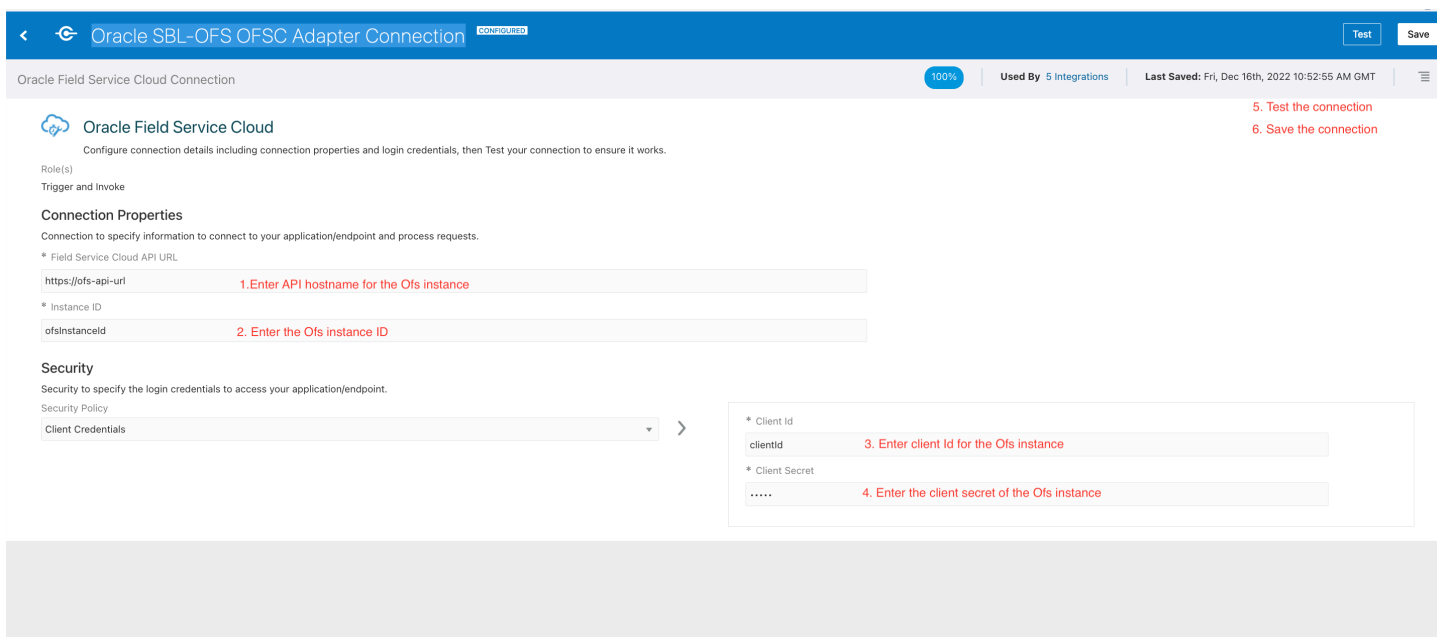 Oracle SBL-OFS OFSC Adapter Connection CONFIGURED Test Save
Oracle Field Service Cloud Connection 100% Used By 5 Integrations Last Saved: Fri, Dec 16th, 2022 10:52:55 AM GMT
5. Test the connection
6. Save the connection
Oracle Field Service Cloud
Configure connection details including connection properties and login credentials, then Test your connection to ensure it works.
Role(s)
Trigger and Invoke
Connection Properties
Connection to specify information to connect to your application/endpoint and process requests.
* Field Service Cloud API URL
https://ofs-api-url 1.Enter API hostname for the Ofs instance
* Instance ID
ofsInstanceId 2. Enter the Ofs instance ID
Security
Security to specify the login credentials to access your application/endpoint.
Security Policy
Client Credentials
* Client Id
clientId 3. Enter client Id for the Ofs instance
* Client Secret
..... 4. Enter the client secret of the Ofs instance